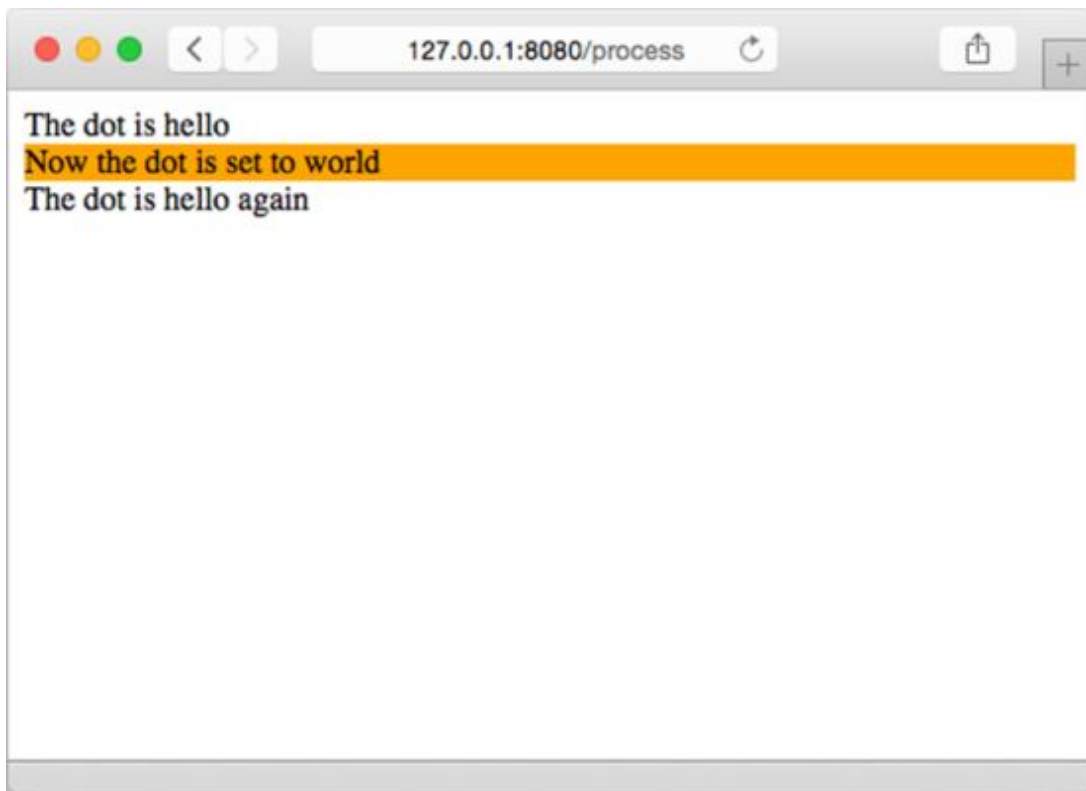 127.0.0.1:8080/process
The dot is hello
Now the dot is set to world
The dot is hello again